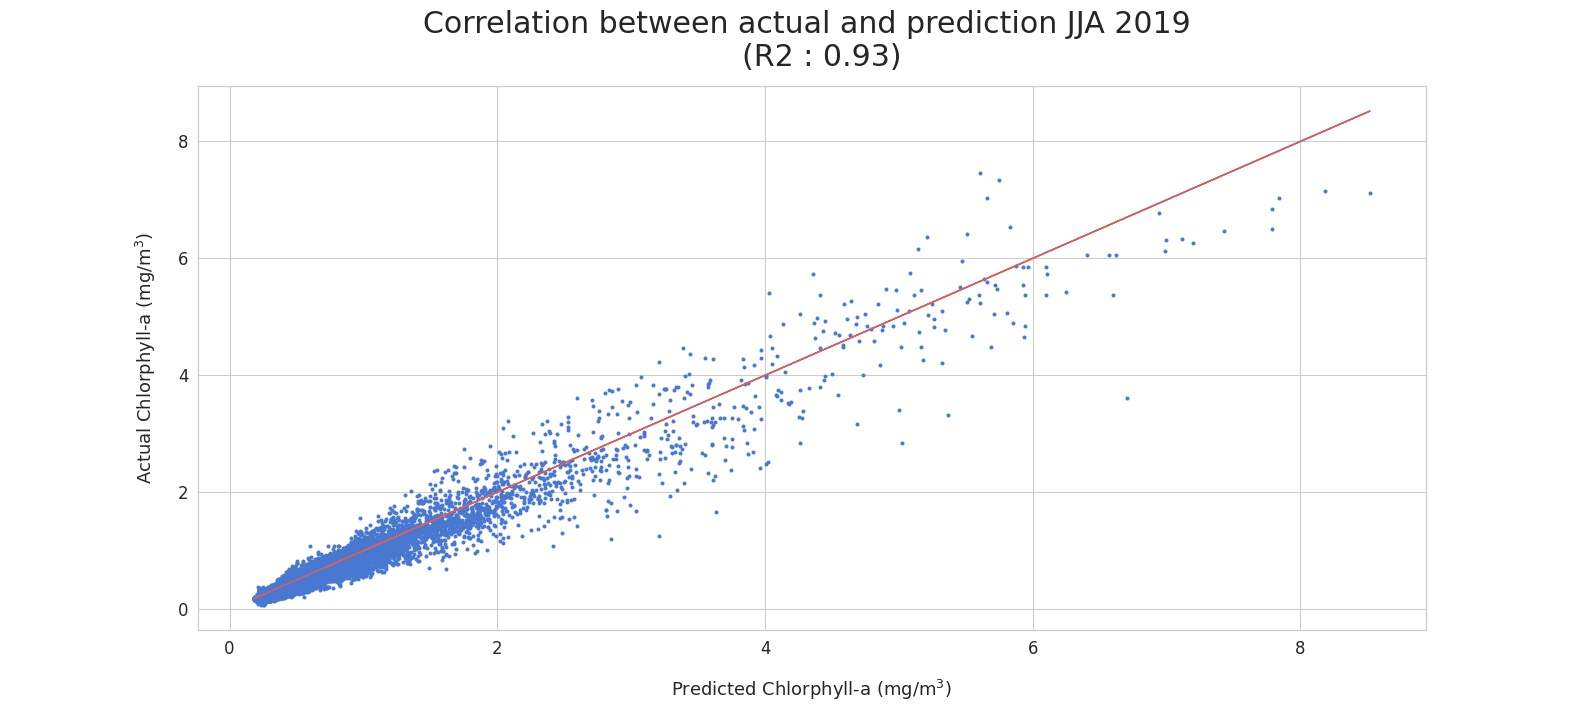 Correlation between actual and prediction JJA 2019
(R2 : 0.93)
Actual Chlorphyll-a (mg/m³)
8
6
4
2
0
0 2 4 6 8
Predicted Chlorphyll-a (mg/m³)